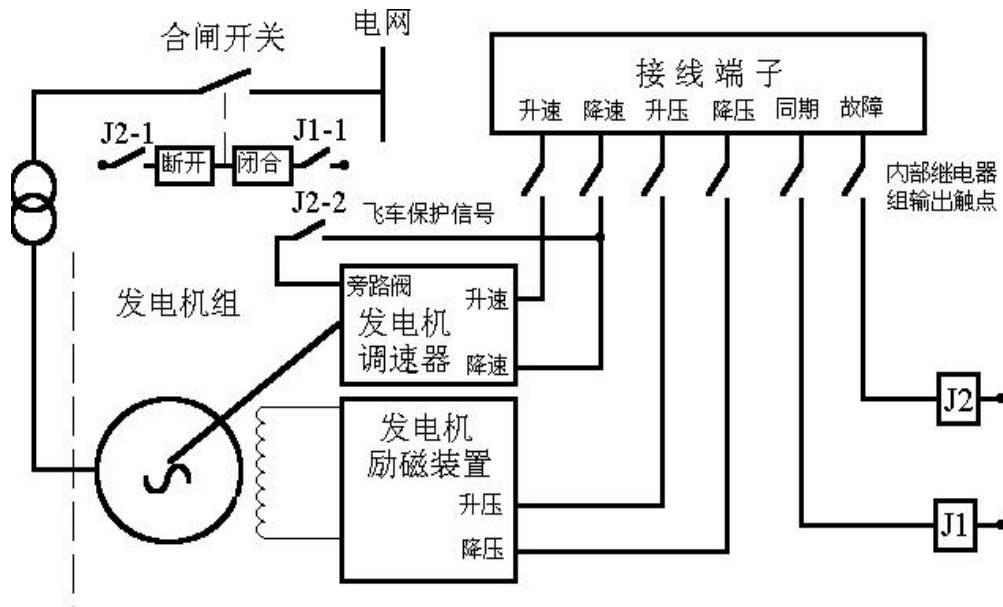 合闸开关
电网
接线端子
升速 降速 升压 降压 同期 故障
J2-1
断开
闭合
J1-1
内部继电器
组输出触点
J2-2
飞车保护信号
发电机组
旁路阀
升速
发电机
调速器
降速
J2
发电机
励磁装置
升压
降压
J1